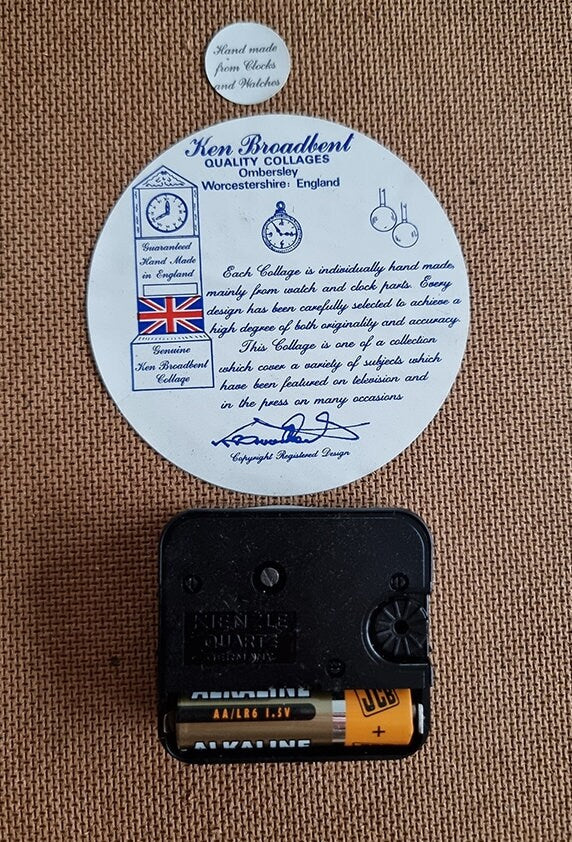 Hand made
from Clocks
and Watches
Ken Broadbent
QUALITY COLLAGES
Ombersley
Worcestershire: England
Guaranteed
Hand Made
in England
Genuine
Ken Broadbent
Collage
Each Collage is individually hand made,
mainly from watch and clock parts. Every
design has been carefully selected to achieve a
high degree of both originality and accuracy.
This Collage is one of a collection
which cover a variety of subjects which
have been featured on television and
in the press on many occasions
Copyright Registered Design
KIENZLE
QUARTZ
GERMANY
ALKALINE
AA/LR6 1.5V
JCB
+
ALKALINE